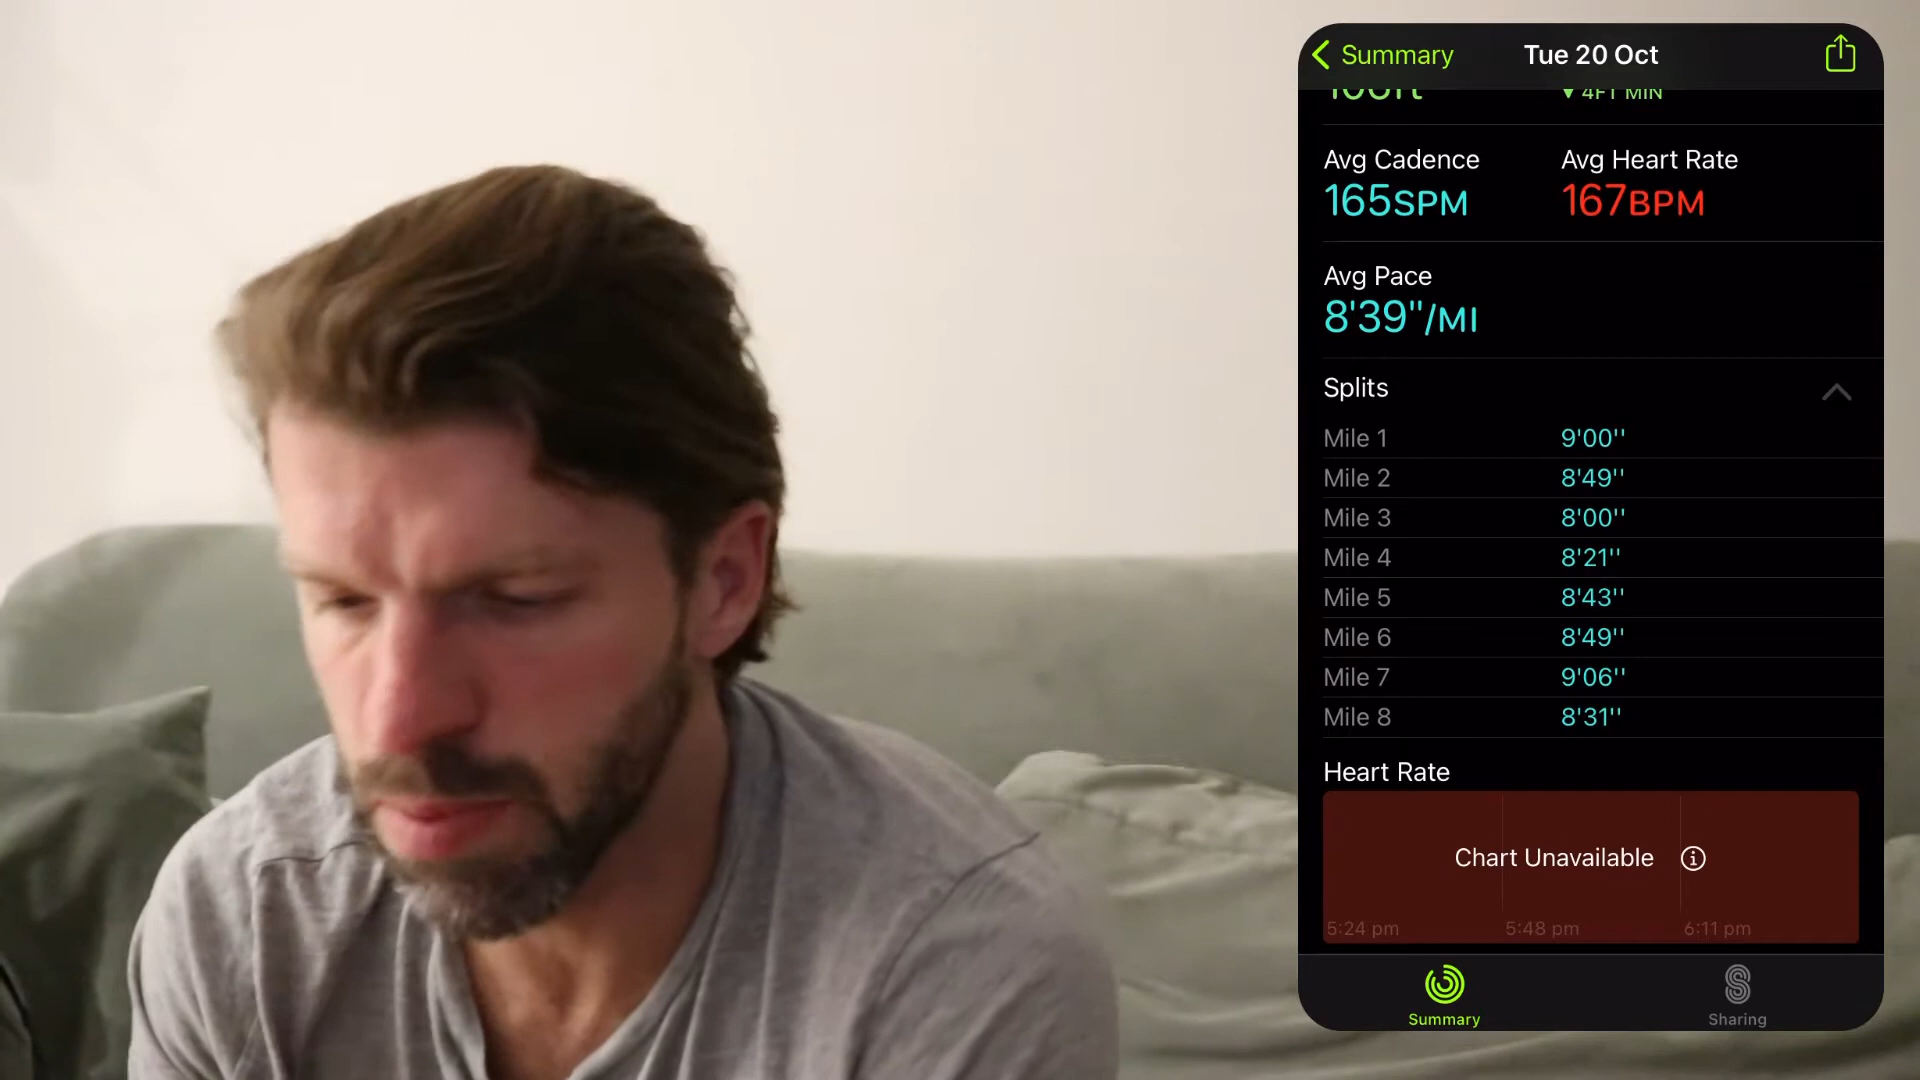 Summary
Tue 20 Oct
4FT MIN
Avg Cadence
Avg Heart Rate
165SPM
167BPM
Avg Pace
8'39"/MI
Splits
Mile 1 9'00''
Mile 2 8'49''
Mile 3 8'00''
Mile 4 8'21''
Mile 5 8'43''
Mile 6 8'49''
Mile 7 9'06''
Mile 8 8'31''
Heart Rate
Chart Unavailable
5:24 pm 5:48 pm 6:11 pm
Summary
Sharing